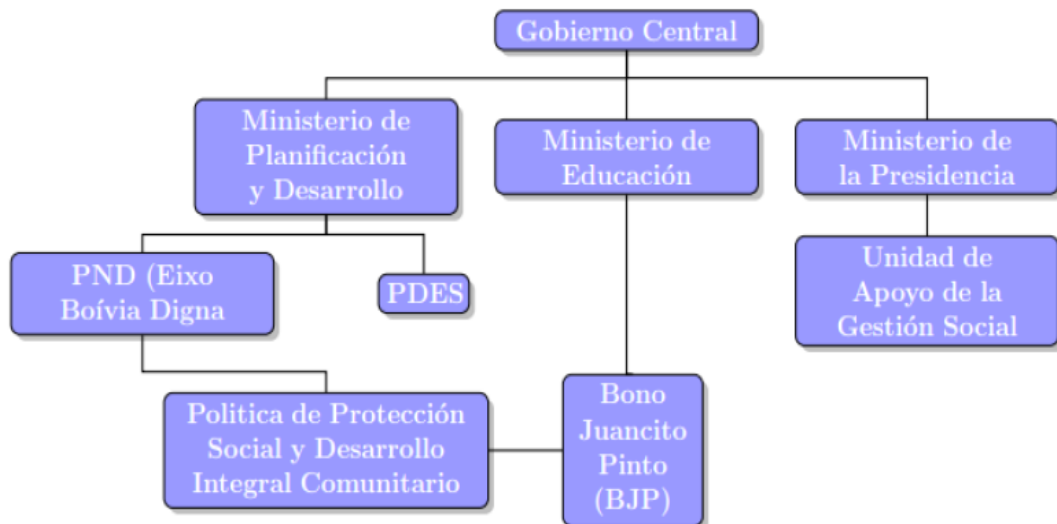 Gobierno Central
Ministerio de
Planificación
y Desarrollo
Ministerio de
Educación
Ministerio de
la Presidencia
PND (Eixo
Boívia Digna
PDES
Unidad de
Apoyo de la
Gestión Social
Politica de Protección
Social y Desarrollo
Integral Comunitario
Bono
Juancito
Pinto
(BJP)